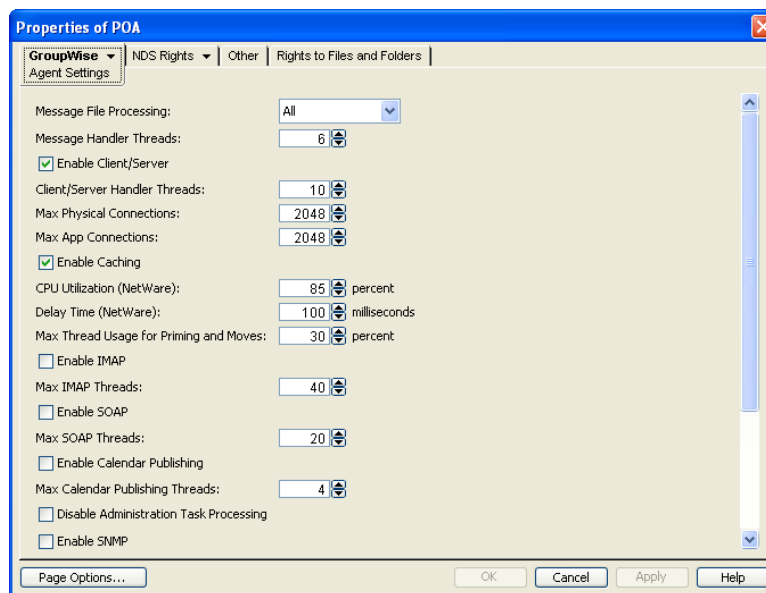 Properties of POA
GroupWise NDS Rights Other Rights to Files and Folders
Agent Settings
Message File Processing: All
Message Handler Threads: 6
Enable Client/Server
Client/Server Handler Threads: 10
Max Physical Connections: 2048
Max App Connections: 2048
Enable Caching
CPU Utilization (NetWare): 85 percent
Delay Time (NetWare): 100 milliseconds
Max Thread Usage for Priming and Moves: 30 percent
Enable IMAP
Max IMAP Threads: 40
Enable SOAP
Max SOAP Threads: 20
Enable Calendar Publishing
Max Calendar Publishing Threads: 4
Disable Administration Task Processing
Enable SNMP
Page Options... OK Cancel Apply Help